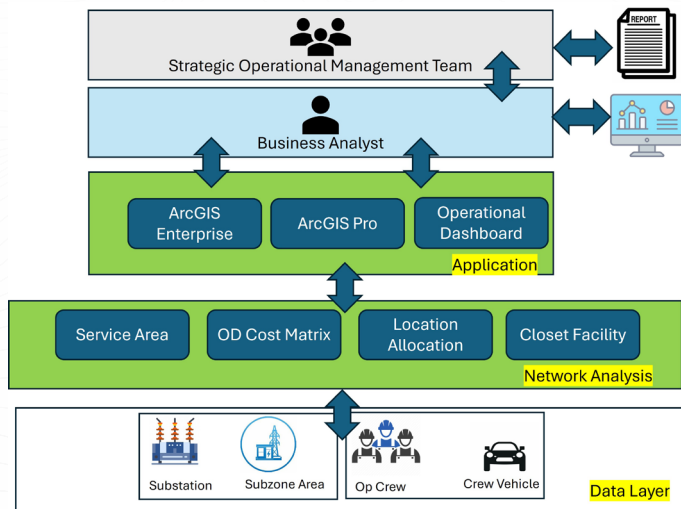 REPORT
Strategic Operational Management Team
Business Analyst
ArcGIS
Enterprise
ArcGIS Pro
Operational
Dashboard
Application
Service Area
OD Cost Matrix
Location
Allocation
Closet Facility
Network Analysis
Substation
Subzone Area
Op Crew
Crew Vehicle
Data Layer